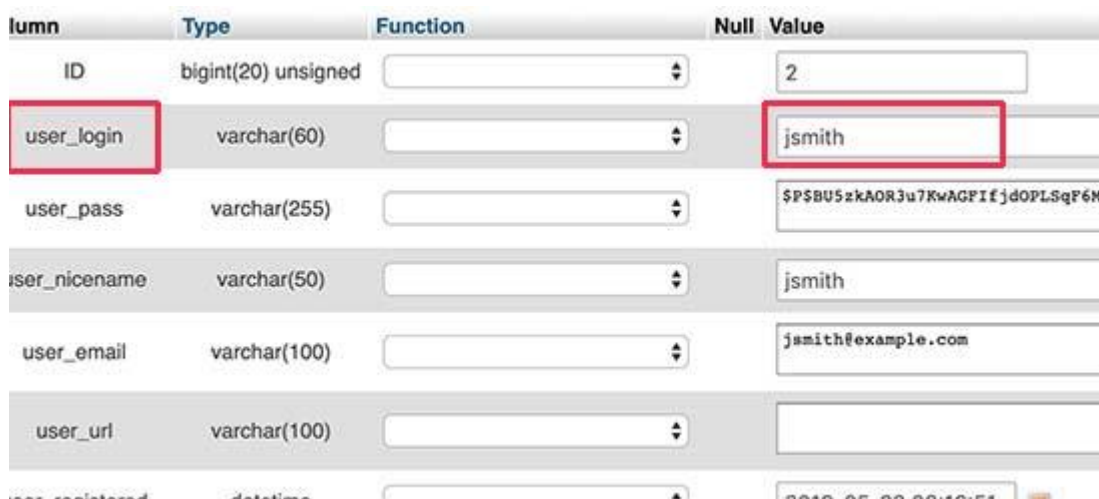 lumn Type Function Null Value
ID bigint(20) unsigned 2
user_login varchar(60) jsmith
user_pass varchar(255)
user_nicename varchar(50) jsmith
user_email varchar(100) jsmith@example.com
user_url varchar(100)
datetime